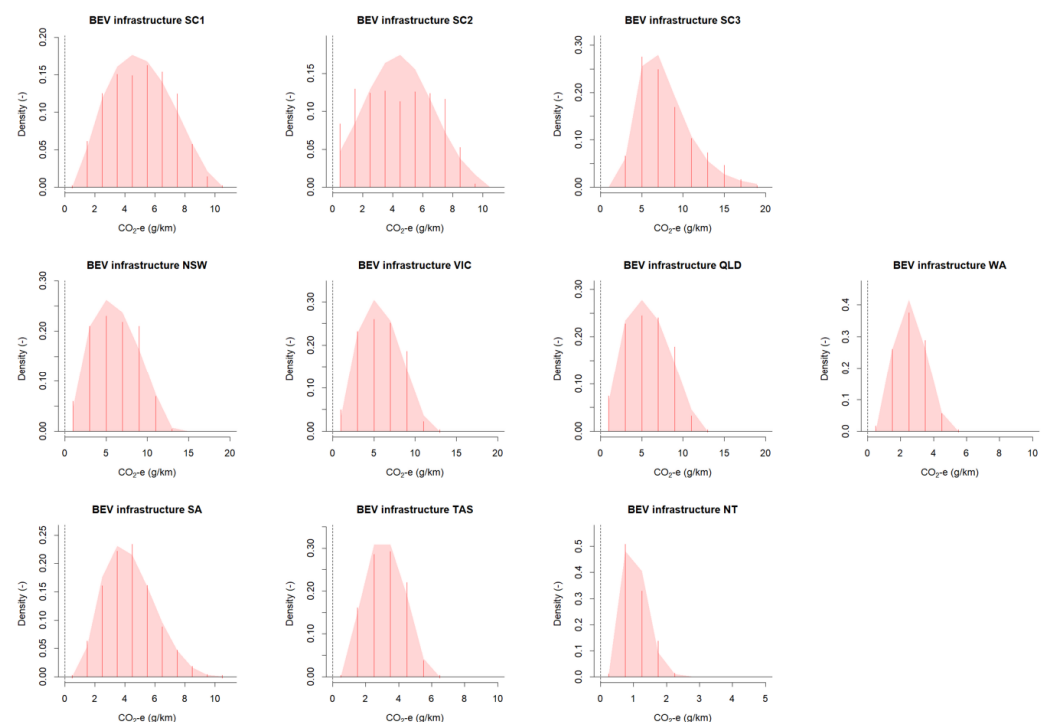 BEV infrastructure SC1
Density (-)
0.00 0.05 0.10 0.15 0.20
0 2 4 6 8 10
CO₂-e (g/km)
BEV infrastructure SC2
Density (-)
0.00 0.05 0.10 0.15
0 2 4 6 8 10
CO₂-e (g/km)
BEV infrastructure SC3
Density (-)
0.00 0.10 0.20 0.30
0 5 10 15 20
CO₂-e (g/km)
BEV infrastructure NSW
Density (-)
0.00 0.10 0.20 0.30
0 5 10 15 20
CO₂-e (g/km)
BEV infrastructure VIC
Density (-)
0.00 0.10 0.20 0.30
0 5 10 15 20
CO₂-e (g/km)
BEV infrastructure QLD
Density (-)
0.00 0.10 0.20 0.30
0 5 10 15 20
CO₂-e (g/km)
BEV infrastructure WA
Density (-)
0.0 0.1 0.2 0.3 0.4
0 2 4 6 8 10
CO₂-e (g/km)
BEV infrastructure SA
Density (-)
0.00 0.05 0.10 0.15 0.20 0.25
0 2 4 6 8 10
CO₂-e (g/km)
BEV infrastructure TAS
Density (-)
0.00 0.10 0.20 0.30
0 2 4 6 8 10
CO₂-e (g/km)
BEV infrastructure NT
Density (-)
0.0 0.1 0.2 0.3 0.4 0.5
0 1 2 3 4 5
CO₂-e (g/km)